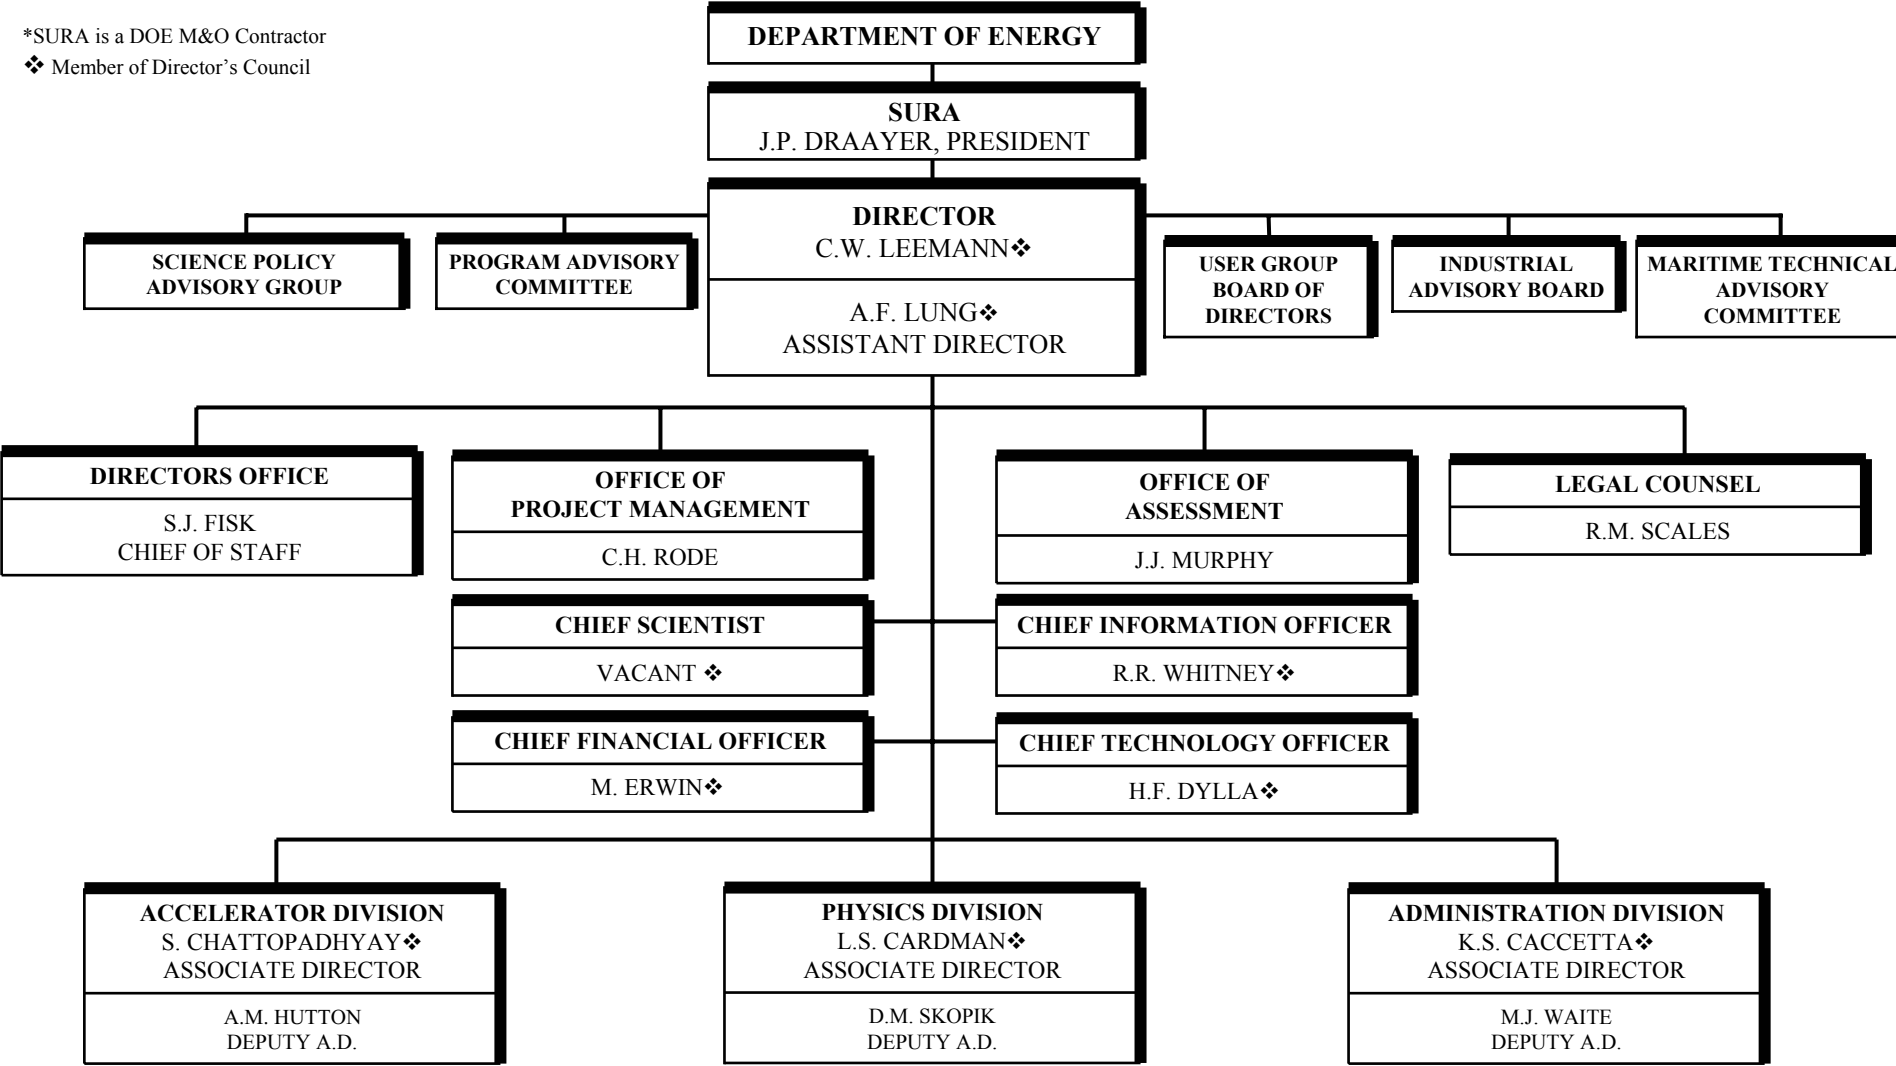 *SURA is a DOE M&O Contractor
❖ Member of Director's Council
DEPARTMENT OF ENERGY
SURA
J.P. DRAAYER, PRESIDENT
DIRECTOR
C.W. LEEMANN❖
A.F. LUNG❖
ASSISTANT DIRECTOR
SCIENCE POLICY
ADVISORY GROUP
PROGRAM ADVISORY
COMMITTEE
USER GROUP
BOARD OF
DIRECTORS
INDUSTRIAL
ADVISORY BOARD
MARITIME TECHNICAL
ADVISORY
COMMITTEE
DIRECTORS OFFICE
S.J. FISK
CHIEF OF STAFF
OFFICE OF
PROJECT MANAGEMENT
C.H. RODE
OFFICE OF
ASSESSMENT
J.J. MURPHY
LEGAL COUNSEL
R.M. SCALES
CHIEF SCIENTIST
VACANT ❖
CHIEF INFORMATION OFFICER
R.R. WHITNEY❖
CHIEF FINANCIAL OFFICER
M. ERWIN❖
CHIEF TECHNOLOGY OFFICER
H.F. DYLLA❖
ACCELERATOR DIVISION
S. CHATTOPADHYAY❖
ASSOCIATE DIRECTOR
A.M. HUTTON
DEPUTY A.D.
PHYSICS DIVISION
L.S. CARDMAN❖
ASSOCIATE DIRECTOR
D.M. SKOPIK
DEPUTY A.D.
ADMINISTRATION DIVISION
K.S. CACCETTA❖
ASSOCIATE DIRECTOR
M.J. WAITE
DEPUTY A.D.